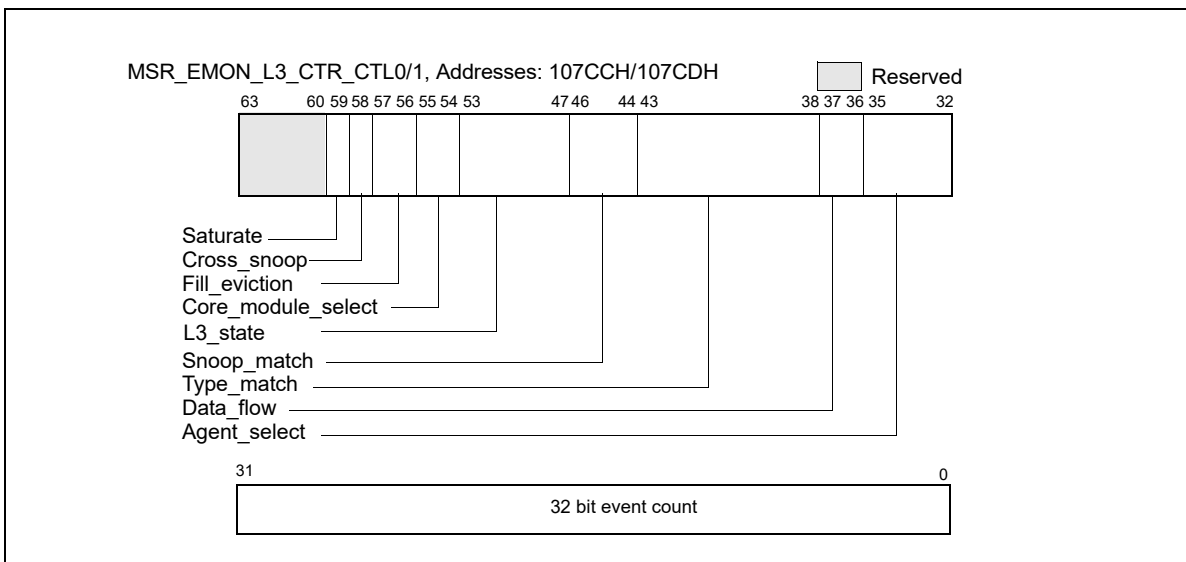 MSR_EMON_L3_CTR_CTL0/1, Addresses: 107CCH/107CDH
Reserved
63 60 59 58 57 56 55 54 53 47 46 44 43 38 37 36 35 32
Saturate
Cross_snoop
Fill_eviction
Core_module_select
L3_state
Snoop_match
Type_match
Data_flow
Agent_select
31 0
32 bit event count